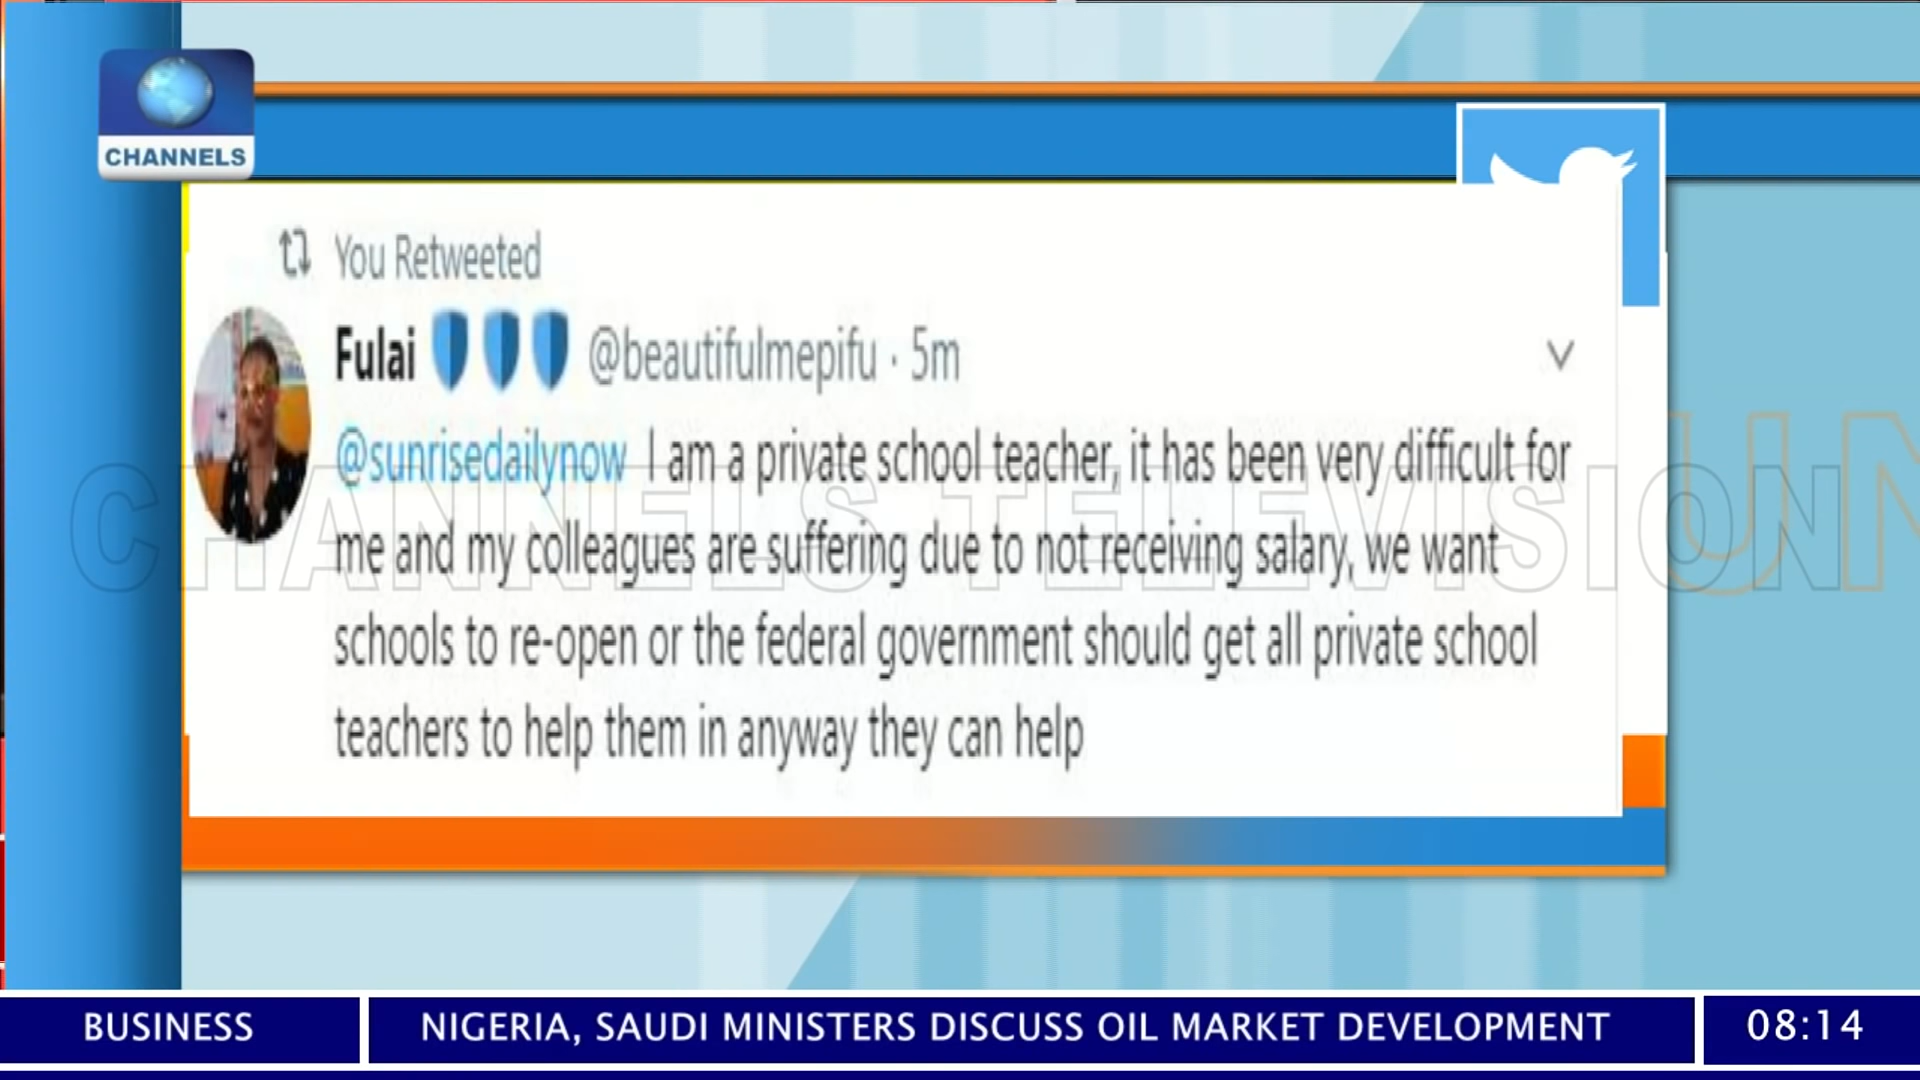 CHANNELS
You Retweeted
Fulai @beautifulmepifu · 5m
@sunrisedailynow I am a private school teacher, it has been very difficult for
me and my colleagues are suffering due to not receiving salary, we want
schools to re-open or the federal government should get all private school
teachers to help them in anyway they can help
CHANNELS TELEVISION
UN
BUSINESS
NIGERIA, SAUDI MINISTERS DISCUSS OIL MARKET DEVELOPMENT
08:14